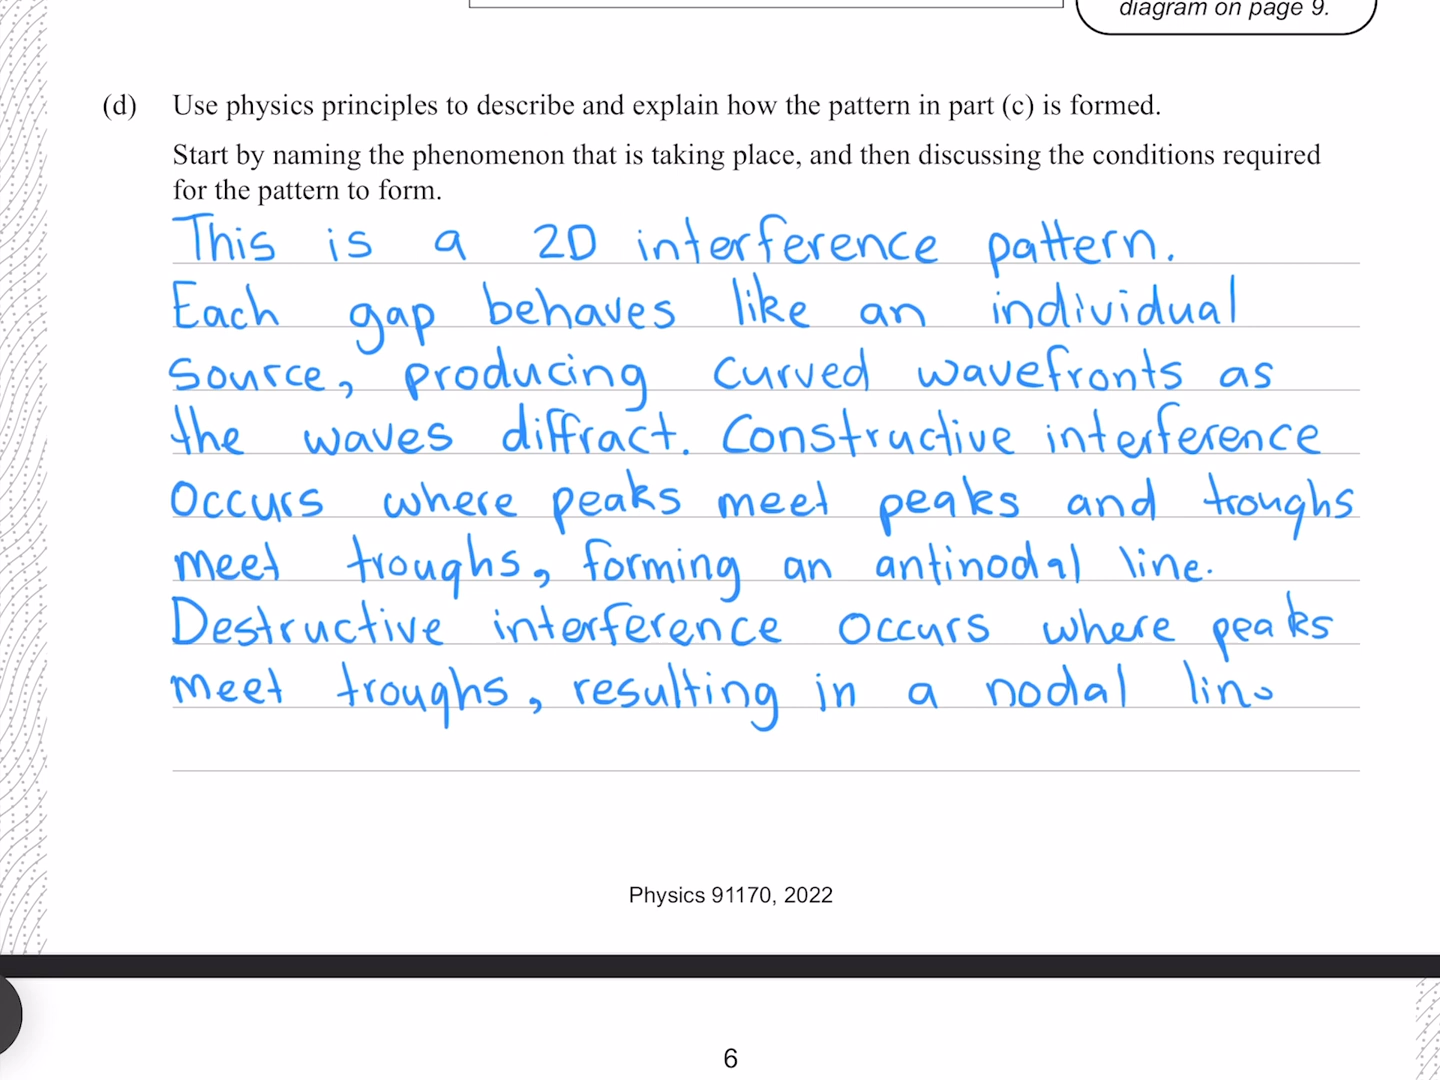 diagram on page 9.
(d) Use physics principles to describe and explain how the pattern in part (c) is formed.
Start by naming the phenomenon that is taking place, and then discussing the conditions required
for the pattern to form.
This is a 2D interference pattern.
Each gap behaves like an individual
source, producing curved wavefronts as
the waves diffract. Constructive interference
occurs where peaks meet peaks and troughs
meet troughs, forming an antinodal line.
Destructive interference occurs where peaks
meet troughs, resulting in a nodal lin
Physics 91170, 2022
6